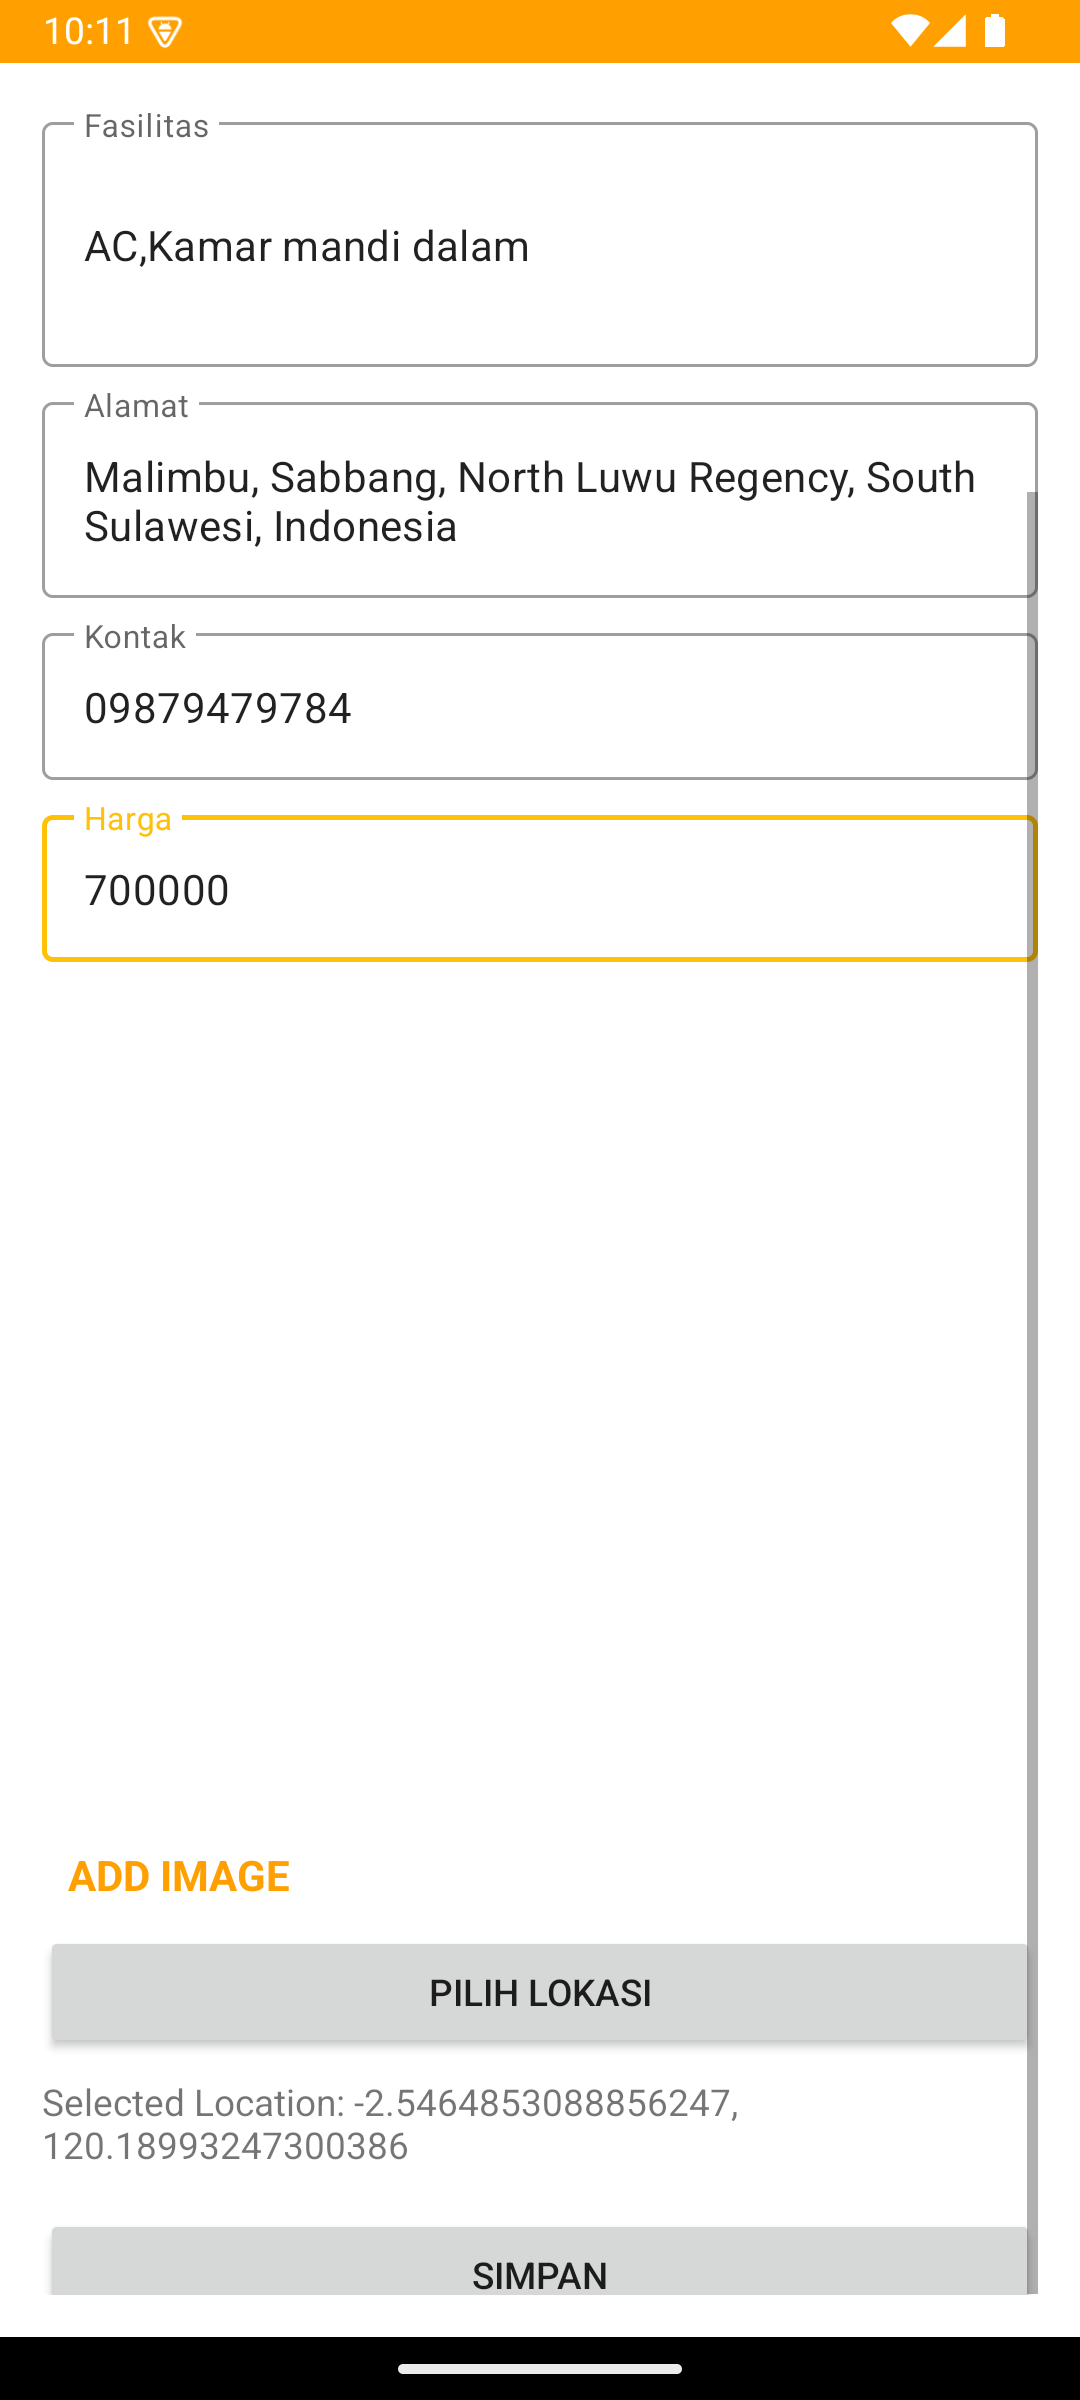 10:11
Fasilitas
AC,Kamar mandi dalam
Alamat
Malimbu, Sabbang, North Luwu Regency, South
Sulawesi, Indonesia
Kontak
09879479784
Harga
700000
ADD IMAGE
PILIH LOKASI
Selected Location: -2.5464853088856247,
120.18993247300386
SIMPAN